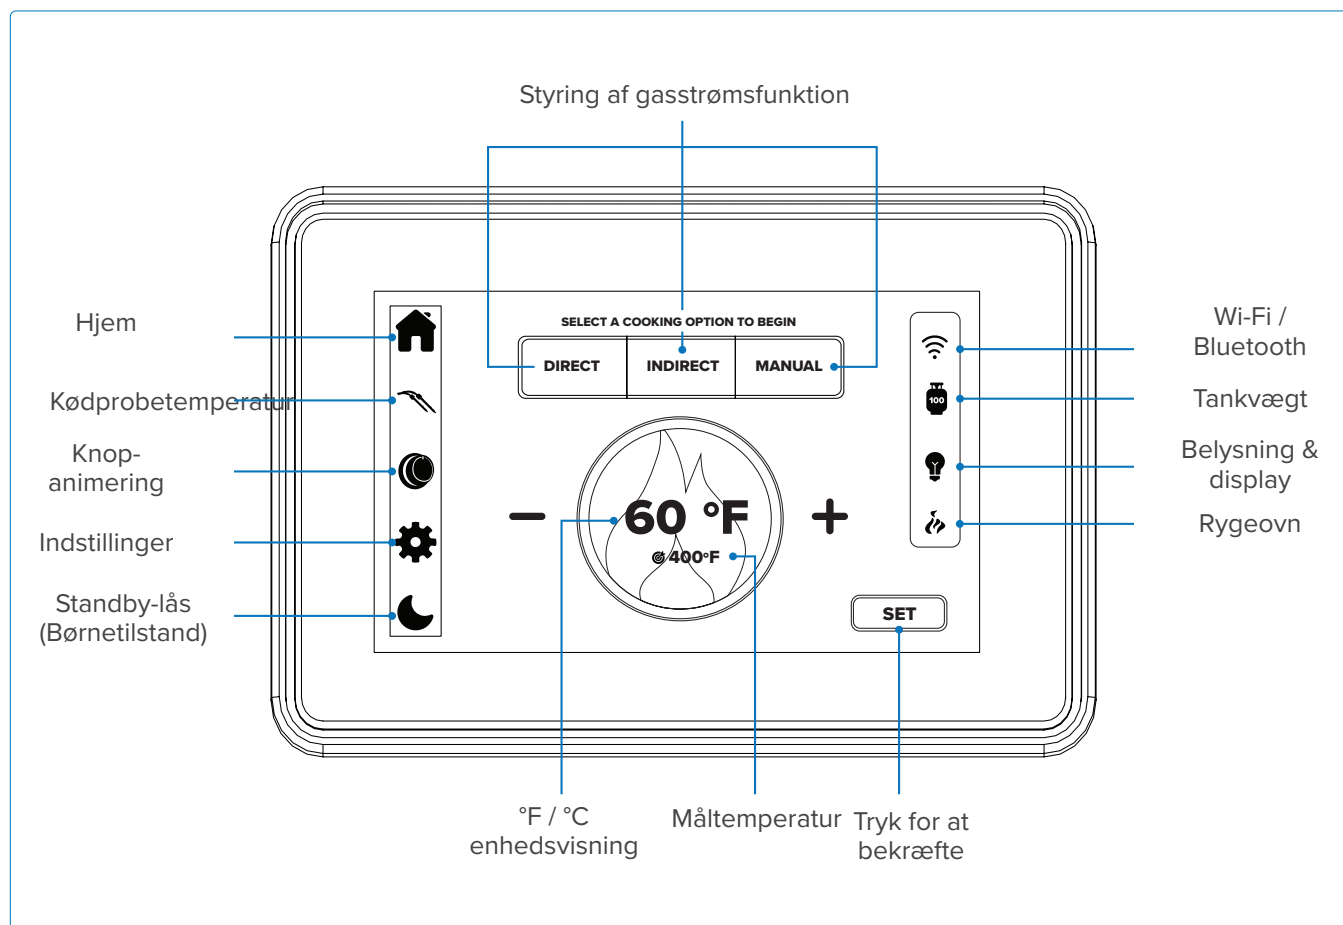 Styring af gasstrømsfunktion
Hjem
Kødprobetemperatur
Knop-
animering
Indstillinger
Standby-lås
(Børnetilstand)
SELECT A COOKING OPTION TO BEGIN
DIRECT
INDIRECT
MANUAL
60 °F
400°F
100
SET
Wi-Fi /
Bluetooth
Tankvægt
Belysning &
display
Rygeovn
°F / °C
enhedsvisning
Måltemperatur
Tryk for at
bekræfte